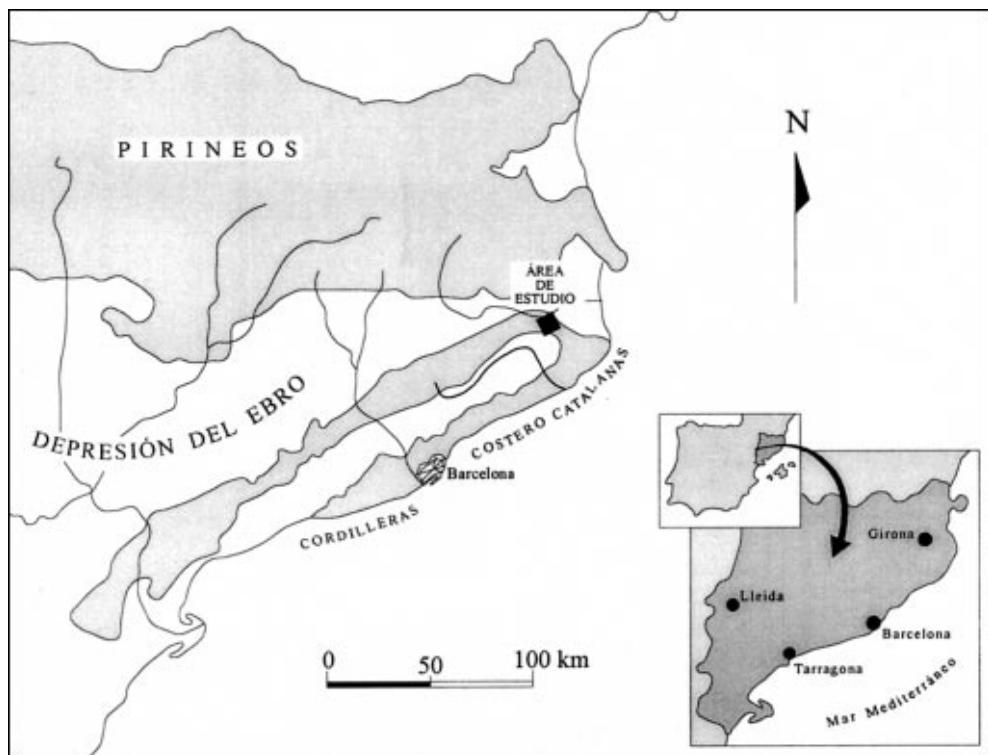 PIRINEOS
N
ÁREA
DE
ESTUDIO
DEPRESIÓN DEL EBRO
COSTERO CATALANAS
Barcelona
CORDILLERAS
0 50 100 km
Girona
Lleida
Barcelona
Tarragona
Mar Mediterráneo